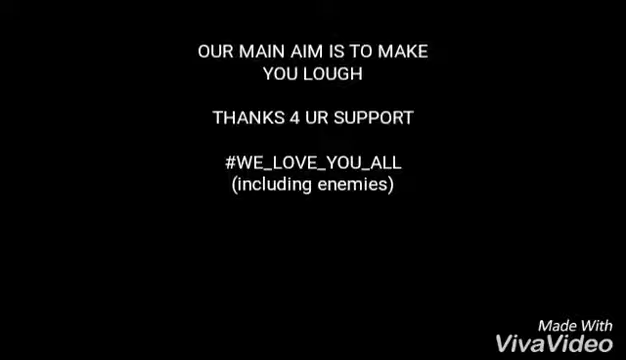 OUR MAIN AIM IS TO MAKE
YOU LOUGH
THANKS 4 UR SUPPORT
#WE_LOVE_YOU_ALL
(including enemies)
Made With
VivaVideo